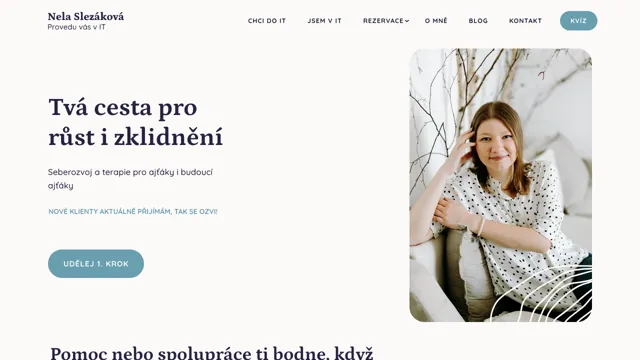 Nela Slezáková
Provedu vás v IT
CHCI DO IT
JSEM V IT
REZERVACE
O MNĚ
BLOG
KONTAKT
KVÍZ
Tvá cesta pro
růst i zklidnění
Seberozvoj a terapie pro ajťáky i budoucí
ajťáky
NOVÉ KLIENTY AKTUÁLNĚ PŘIJÍMÁM, TAK SE OZVI!
UDĚLEJ 1. KROK
Pomoc nebo spolupráce ti bodne, když